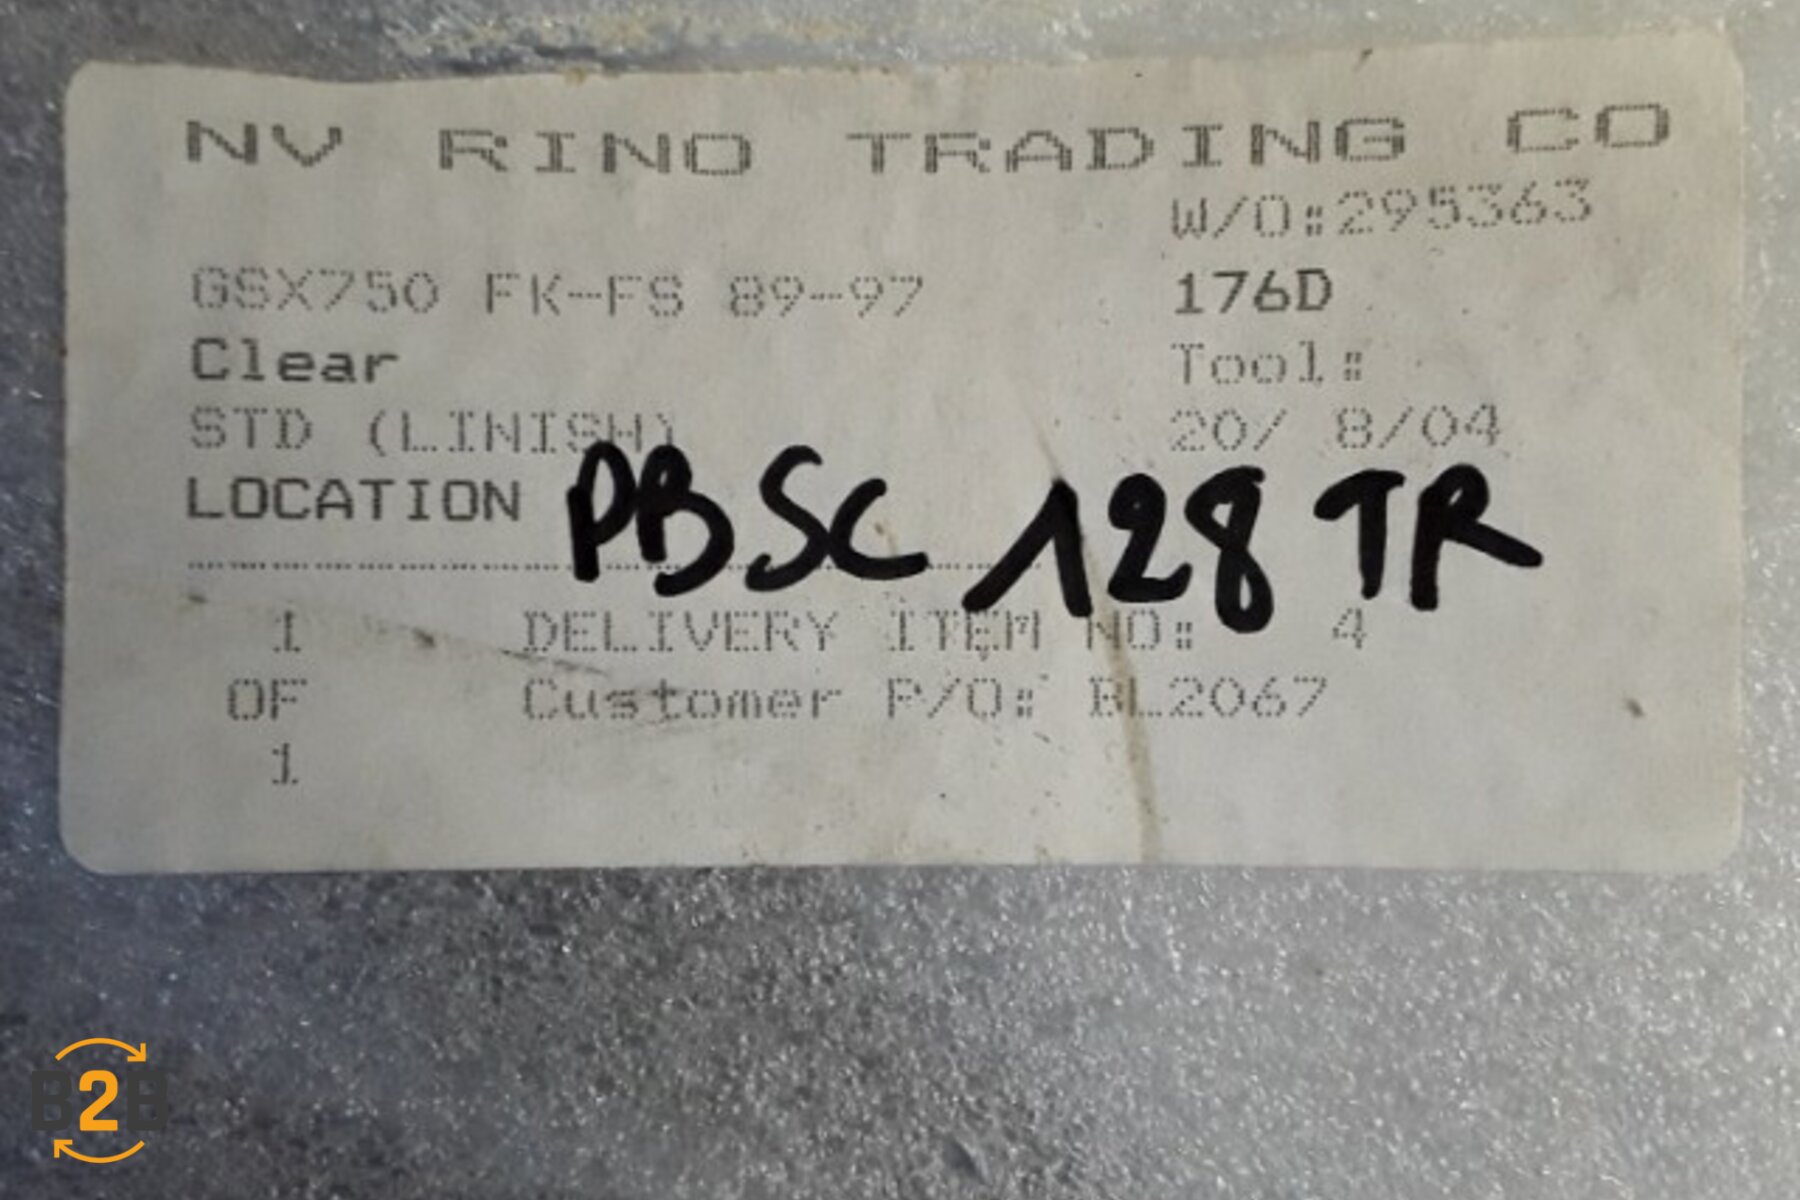 NV RINO TRADING CO
W/O:295363
GSX750 FK-FS 89-97 176D
Clear Tool:
STD (LINISH) 20/ 8/04
LOCATION PBSC 128 TR
1 DELIVERY ITEM NO: 4
OF Customer P/O: BL2067
1
B2B